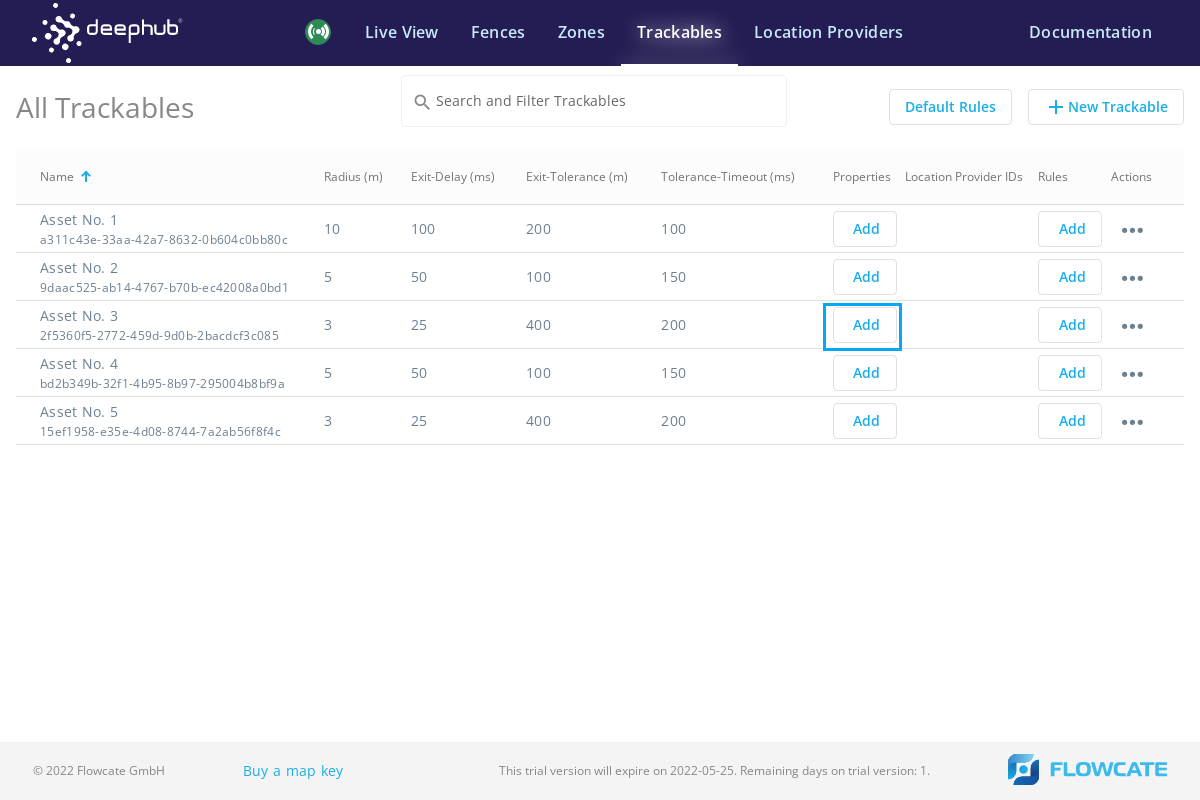 deephub®
Live View Fences Zones Trackables Location Providers Documentation
All Trackables
Search and Filter Trackables
Default Rules
New Trackable
Name Radius (m) Exit-Delay (ms) Exit-Tolerance (m) Tolerance-Timeout (ms) Properties Location Provider IDs Rules Actions
Asset No. 1
a311c43e-33aa-42a7-8632-0b604c0bb80c
10 100 200 100 Add Add
Asset No. 2
9daac525-ab14-4767-b70b-ec42008a0bd1
5 50 100 150 Add Add
Asset No. 3
2f5360f5-2772-459d-9d0b-2bacdcf3c085
3 25 400 200 Add Add
Asset No. 4
bd2b349b-32f1-4b95-8b97-295004b8bf9a
5 50 100 150 Add Add
Asset No. 5
15ef1958-e35e-4d08-8744-7a2ab56f8f4c
3 25 400 200 Add Add
© 2022 Flowcate GmbH
Buy a map key
This trial version will expire on 2022-05-25. Remaining days on trial version: 1.
FLOWCATE